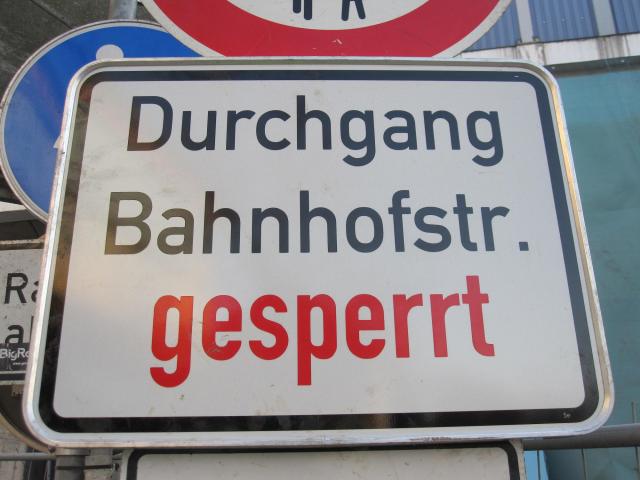 Durchgang
Bahnhofstr.
gesperrt